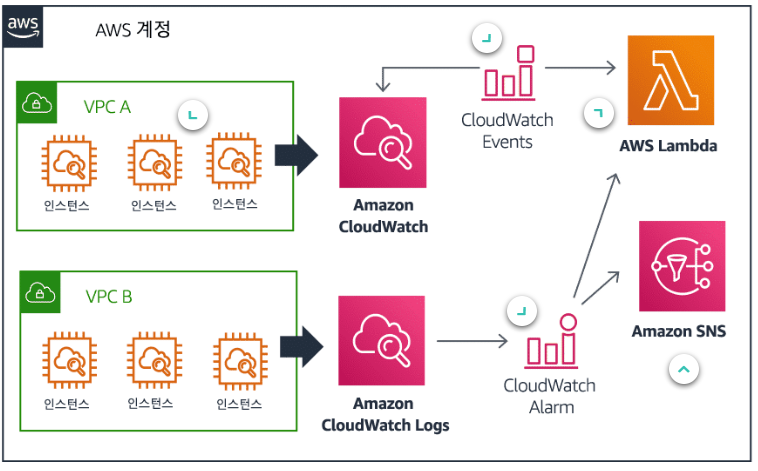 aws
AWS 계정
VPC A
인스턴스
인스턴스
인스턴스
Amazon
CloudWatch
CloudWatch
Events
AWS Lambda
VPC B
인스턴스
인스턴스
인스턴스
Amazon
CloudWatch Logs
CloudWatch
Alarm
Amazon SNS